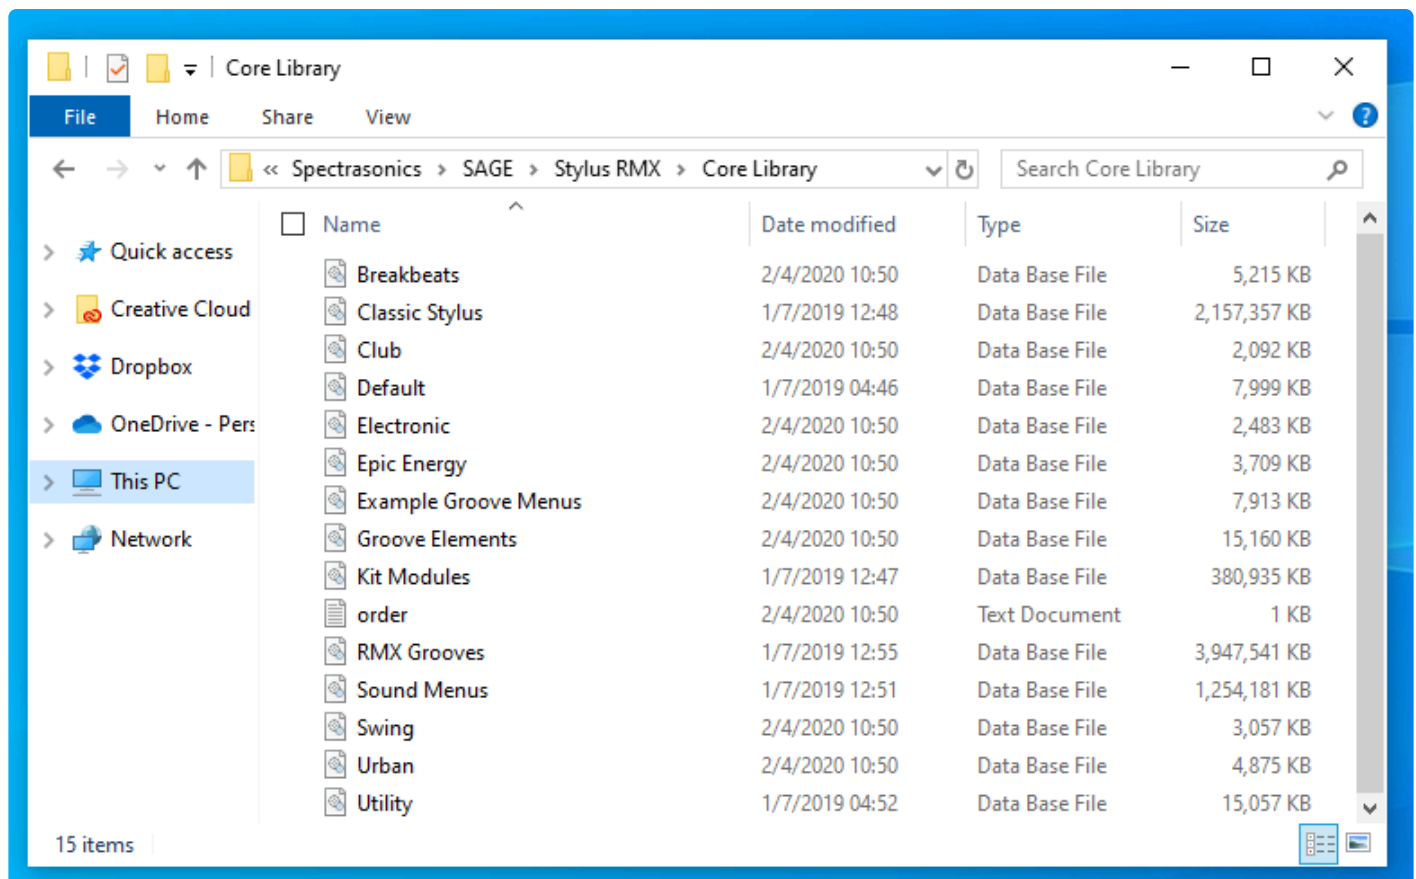 Core Library
File Home Share View
« Spectrasonics > SAGE > Stylus RMX > Core Library
Search Core Library
Name Date modified Type Size
Quick access
Creative Cloud
Dropbox
OneDrive - Pers
This PC
Network
Breakbeats 2/4/2020 10:50 Data Base File 5,215 KB
Classic Stylus 1/7/2019 12:48 Data Base File 2,157,357 KB
Club 2/4/2020 10:50 Data Base File 2,092 KB
Default 1/7/2019 04:46 Data Base File 7,999 KB
Electronic 2/4/2020 10:50 Data Base File 2,483 KB
Epic Energy 2/4/2020 10:50 Data Base File 3,709 KB
Example Groove Menus 2/4/2020 10:50 Data Base File 7,913 KB
Groove Elements 2/4/2020 10:50 Data Base File 15,160 KB
Kit Modules 1/7/2019 12:47 Data Base File 380,935 KB
order 2/4/2020 10:50 Text Document 1 KB
RMX Grooves 1/7/2019 12:55 Data Base File 3,947,541 KB
Sound Menus 1/7/2019 12:51 Data Base File 1,254,181 KB
Swing 2/4/2020 10:50 Data Base File 3,057 KB
Urban 2/4/2020 10:50 Data Base File 4,875 KB
Utility 1/7/2019 04:52 Data Base File 15,057 KB
15 items